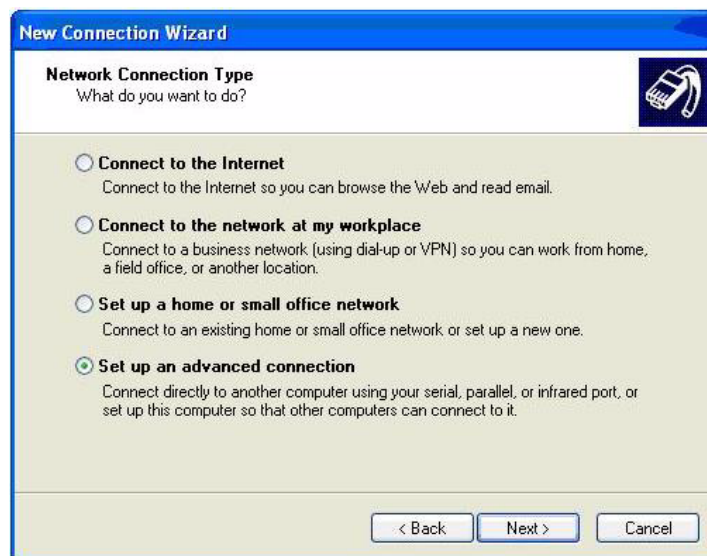 New Connection Wizard
Network Connection Type
What do you want to do?
Connect to the Internet
Connect to the Internet so you can browse the Web and read email.
Connect to the network at my workplace
Connect to a business network (using dial-up or VPN) so you can work from home,
a field office, or another location.
Set up a home or small office network
Connect to an existing home or small office network or set up a new one.
Set up an advanced connection
Connect directly to another computer using your serial, parallel, or infrared port, or
set up this computer so that other computers can connect to it.
< Back Next > Cancel